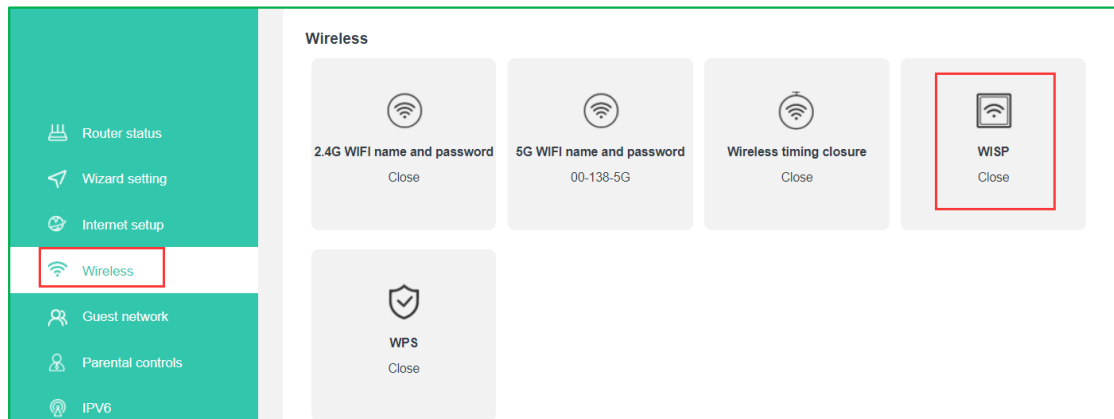 Router status
Wizard setting
Internet setup
Wireless
Guest network
Parental controls
IPV6
Wireless
2.4G WIFI name and password
Close
5G WIFI name and password
00-138-5G
Wireless timing closure
Close
WISP
Close
WPS
Close